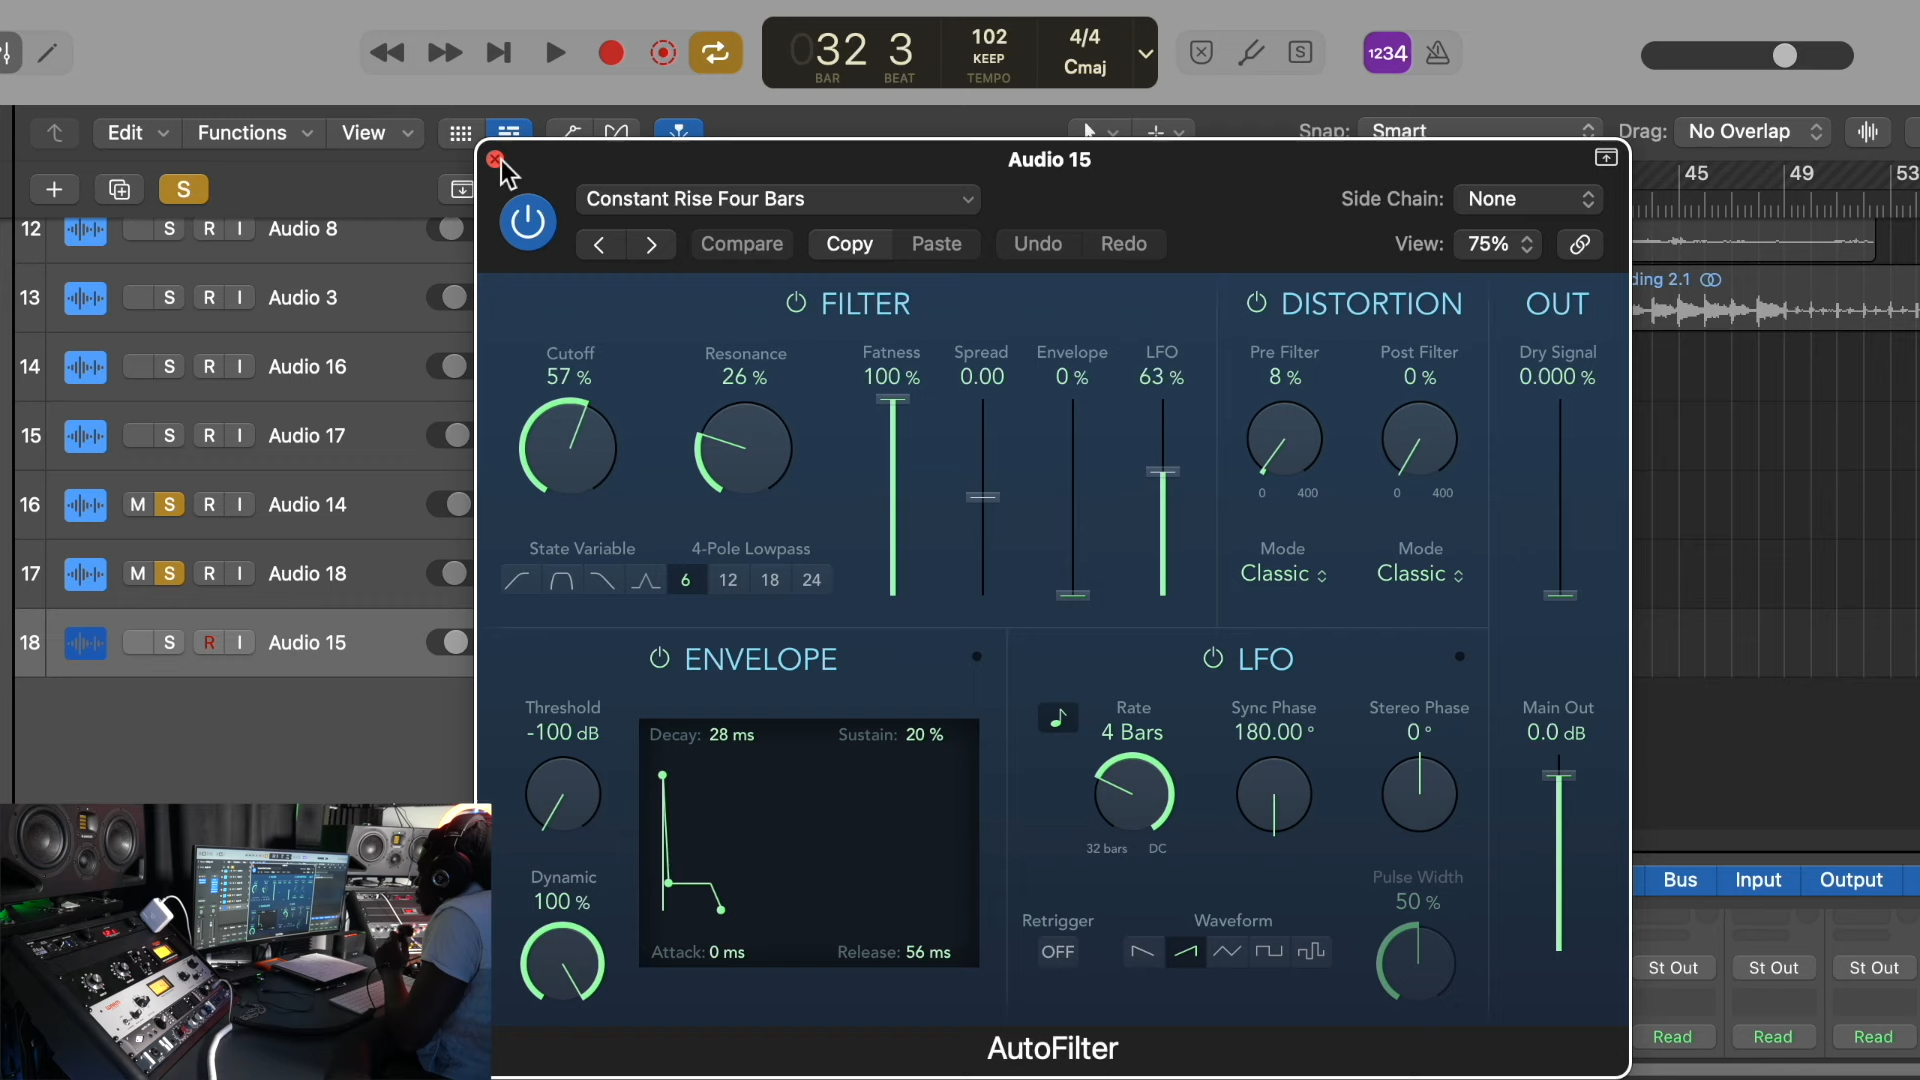 032 3
BAR BEAT
102
KEEP
TEMPO
4/4
Cmaj
S
1234
Edit Functions View
Snap: Smart
Drag: No Overlap
S
45 49 53
Audio 15
Constant Rise Four Bars
Side Chain: None
Compare Copy Paste Undo Redo
View: 75%
12 S R I Audio 8
13 S R I Audio 3
14 S R I Audio 16
15 S R I Audio 17
16 M S R I Audio 14
17 M S R I Audio 18
18 S R I Audio 15
ding 2.1
FILTER
Cutoff
57 %
Resonance
26 %
Fatness
100 %
Spread
0.00
Envelope
0 %
LFO
63 %
State Variable
4-Pole Lowpass
6 12 18 24
DISTORTION
Pre Filter
8 %
0 400
Mode
Classic
Post Filter
0 %
0 400
Mode
Classic
OUT
Dry Signal
0.000 %
ENVELOPE
Threshold
-100 dB
Decay: 28 ms
Sustain: 20 %
Dynamic
100 %
Attack: 0 ms
Release: 56 ms
LFO
Rate
4 Bars
32 bars DC
Sync Phase
180.00 °
Stereo Phase
0 °
Retrigger
OFF
Waveform
Pulse Width
50 %
Main Out
0.0 dB
AutoFilter
Bus Input Output
St Out St Out St Out
Read Read Read